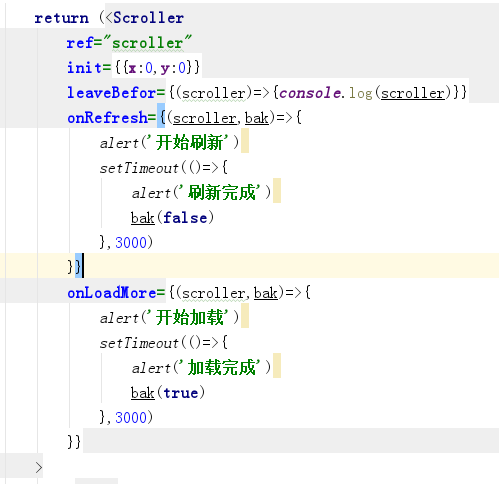 return (<Scroller
ref="scroller"
init={{x:0,y:0}}
leaveBefor={(scroller)=>{console.log(scroller)}}
onRefresh={(scroller,bak)=>{
alert('开始刷新')
setTimeout(()=>{
alert('刷新完成')
bak(false)
},3000)
}}
onLoadMore={(scroller,bak)=>{
alert('开始加载')
setTimeout(()=>{
alert('加载完成')
bak(true)
},3000)
}}
>